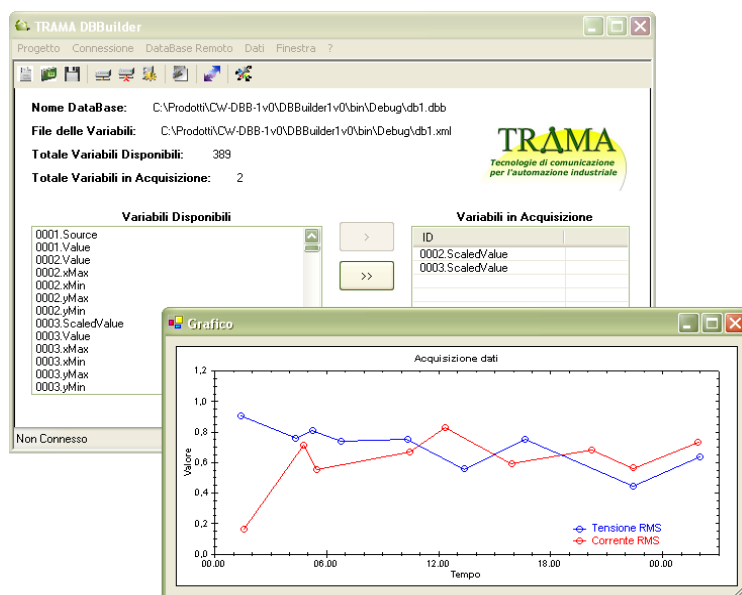 TRAMA DBBuilder
Progetto Connessione DataBase Remoto Dati Finestra ?
Nome DataBase: C:\Prodotti\CW-DBB-1v0\DBBuilder1v0\bin\Debug\db1.dbb
File delle Variabili: C:\Prodotti\CW-DBB-1v0\DBBuilder1v0\bin\Debug\db1.xml
Totale Variabili Disponibili: 389
Totale Variabili in Acquisizione: 2
TRAMA
Tecnologie di comunicazione
per l'automazione industriale
Variabili Disponibili
0001.Source
0001.Value
0002.Value
0002.xMax
0002.xMin
0002.yMax
0002.yMin
0003.ScaledValue
0003.Value
0003.xMax
0003.xMin
0003.yMax
0003.yMin
>
>>
Variabili in Acquisizione
ID
0002.ScaledValue
0003.ScaledValue
Non Connesso
Grafico
Acquisizione dati
Valore
1,2
1,0
0,8
0,6
0,4
0,2
0,0
00.00 06.00 12.00 18.00 00.00
Tempo
Tensione RMS
Corrente RMS